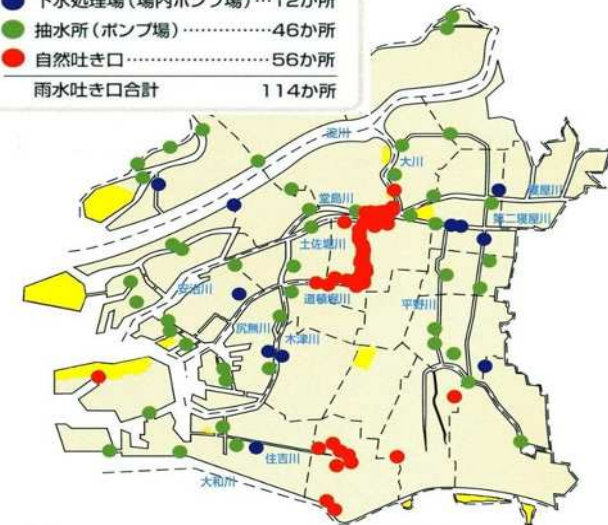 下水処理場(場内ポンプ場)…12か所
抽水所(ポンプ場)……………………46か所
自然吐き口……………………………56か所
雨水吐き口合計 114か所
淀川
大川
堂島川
寝屋川
第二寝屋川
土佐堀川
安治川
道頓堀川
平野川
尻無川
木津川
住吉川
大和川